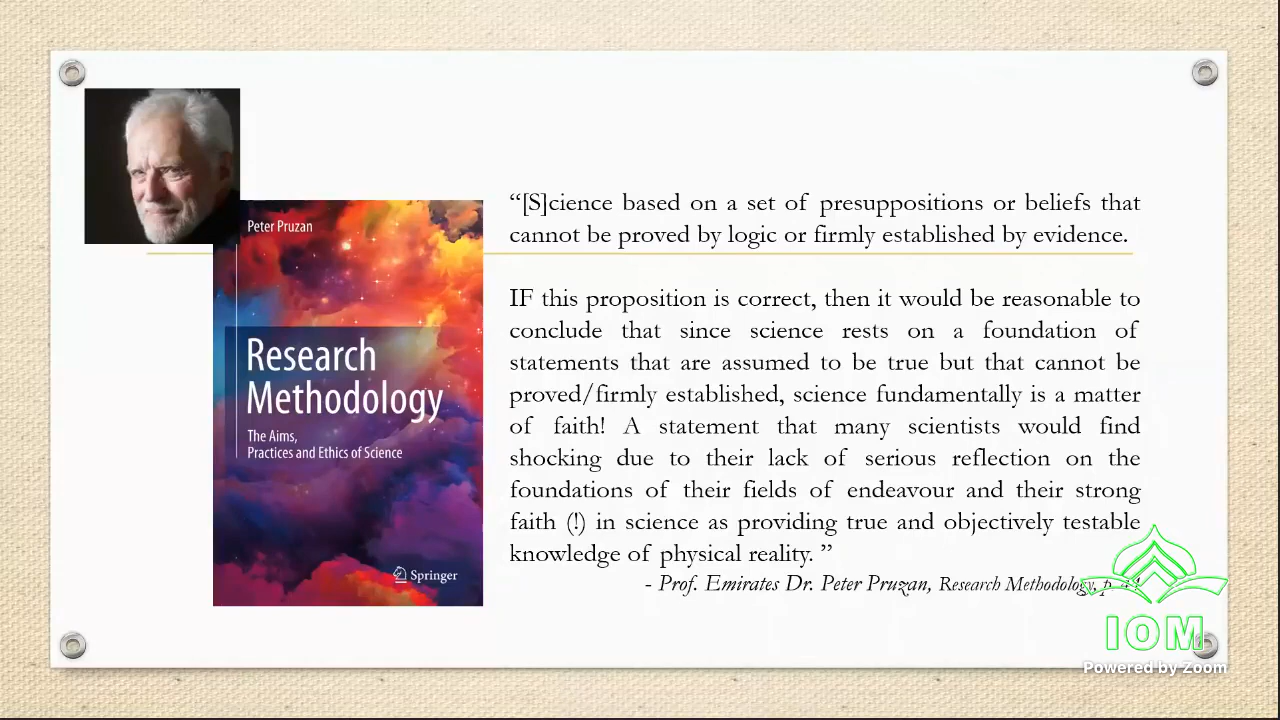 Peter Pruzan
Research
Methodology
The Aims,
Practices and Ethics of Science
Springer
“[S]cience based on a set of presuppositions or beliefs that
cannot be proved by logic or firmly established by evidence.
IF this proposition is correct, then it would be reasonable to
conclude that since science rests on a foundation of
statements that are assumed to be true but that cannot be
proved/firmly established, science fundamentally is a matter
of faith! A statement that many scientists would find
shocking due to their lack of serious reflection on the
foundations of their fields of endeavour and their strong
faith (!) in science as providing true and objectively testable
knowledge of physical reality. ”
- Prof. Emirates Dr. Peter Pruzan, Research Methodology, p.
IOM
Powered by Zoom